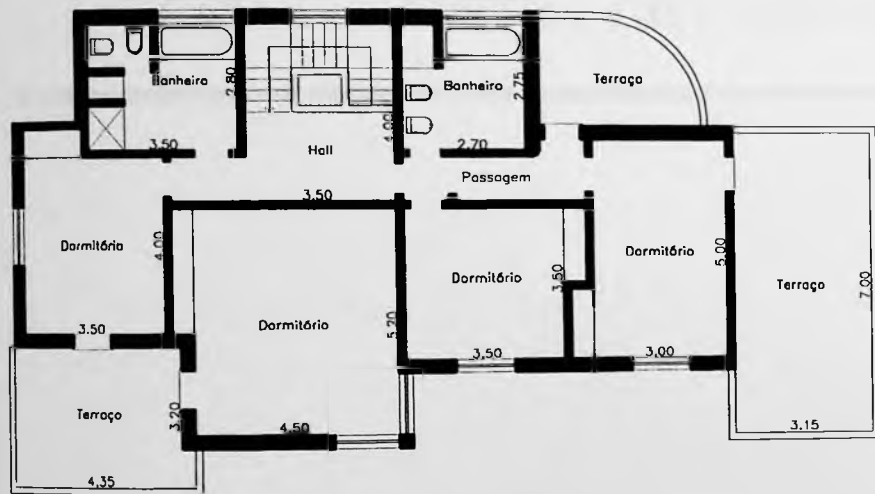 Banheiro
2.80
3.50
Hall
4.00
3.50
Banheiro
2.75
2.70
Terraço
Passagem
Dormitório
4.00
3.50
Dormitório
5.20
4.50
Dormitório
3.50
3.50
Dormitório
5.00
3.00
Terraço
7.00
3.15
Terraço
3.20
4.35